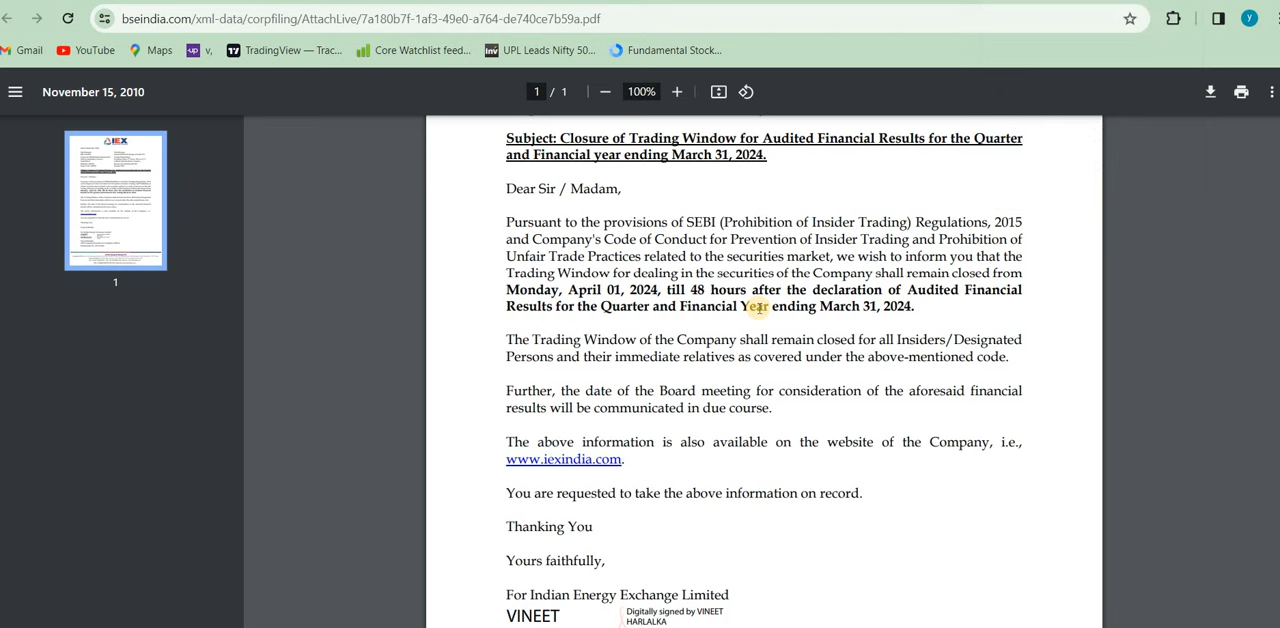 bseindia.com/xml-data/corpfiling/AttachLive/7a180b7f-1af3-49e0-a764-de740ce7b59a.pdf
y
Gmail YouTube Maps up v, TradingView — Trac... Core Watchlist feed... Inv UPL Leads Nifty 50... Fundamental Stock...
November 15, 2010 1 / 1 100%
IEX
1
Subject: Closure of Trading Window for Audited Financial Results for the Quarter
and Financial year ending March 31, 2024.
Dear Sir/ Madam,
Pursuant to the provisions of SEBI (Prohibition of Insider Trading) Regulations, 2015
and Company's Code of Conduct for Prevention of Insider Trading and Prohibition of
Unfair Trade Practices related to the securities market, we wish to inform you that the
Trading Window for dealing in the securities of the Company shall remain closed from
Monday, April 01, 2024, till 48 hours after the declaration of Audited Financial
Results for the Quarter and Financial Year ending March 31, 2024.
The Trading Window of the Company shall remain closed for all Insiders/Designated
Persons and their immediate relatives as covered under the above-mentioned code.
Further, the date of the Board meeting for consideration of the aforesaid financial
results will be communicated in due course.
The above information is also available on the website of the Company, i.e.,
www.iexindia.com.
You are requested to take the above information on record.
Thanking You
Yours faithfully,
For Indian Energy Exchange Limited
VINEET
Digitally signed by VINEET
HARLALKA